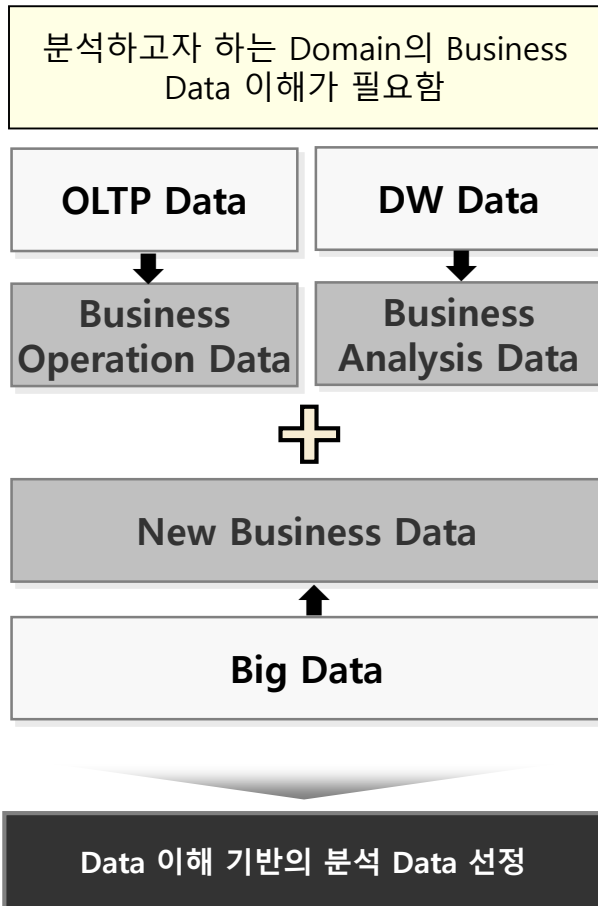 분석하고자 하는 Domain의 Business
Data 이해가 필요함
OLTP Data
DW Data
Business
Operation Data
Business
Analysis Data
New Business Data
Big Data
Data 이해 기반의 분석 Data 선정